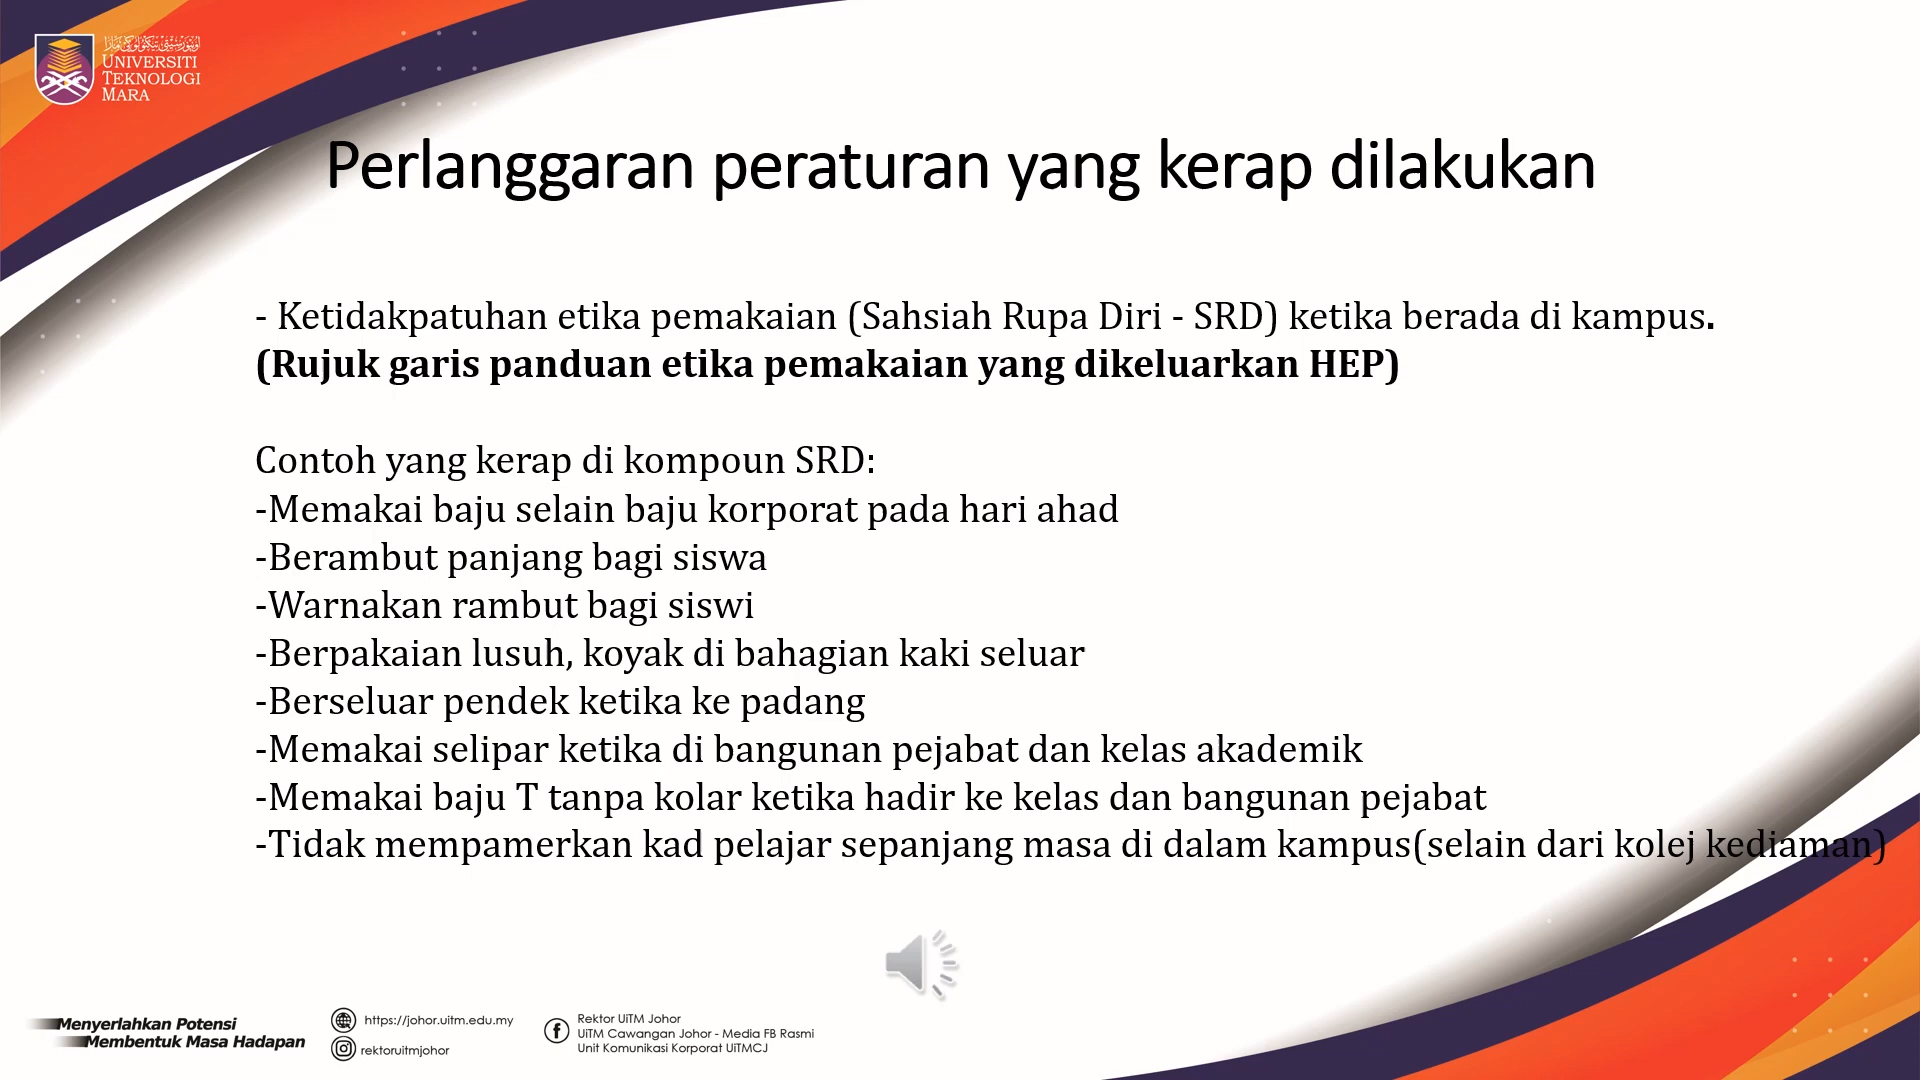 UNIVERSITI
TEKNOLOGI
MARA
Perlanggaran peraturan yang kerap dilakukan
- Ketidakpatuhan etika pemakaian (Sahsiah Rupa Diri - SRD) ketika berada di kampus.
(Rujuk garis panduan etika pemakaian yang dikeluarkan HEP)
Contoh yang kerap di kompoun SRD:
-Memakai baju selain baju korporat pada hari ahad
-Berambut panjang bagi siswa
-Warnakan rambut bagi siswi
-Berpakaian lusuh, koyak di bahagian kaki seluar
-Berseluar pendek ketika ke padang
-Memakai selipar ketika di bangunan pejabat dan kelas akademik
-Memakai baju T tanpa kolar ketika hadir ke kelas dan bangunan pejabat
-Tidak mempamerkan kad pelajar sepanjang masa di dalam kampus(selain dari kolej kediaman)
Menyerlahkan Potensi
Membentuk Masa Hadapan
https://johor.uitm.edu.my
rektoruitmjohor
Rektor UiTM Johor
UiTM Cawangan Johor - Media FB Rasmi
Unit Komunikasi Korporat UiTMCJ